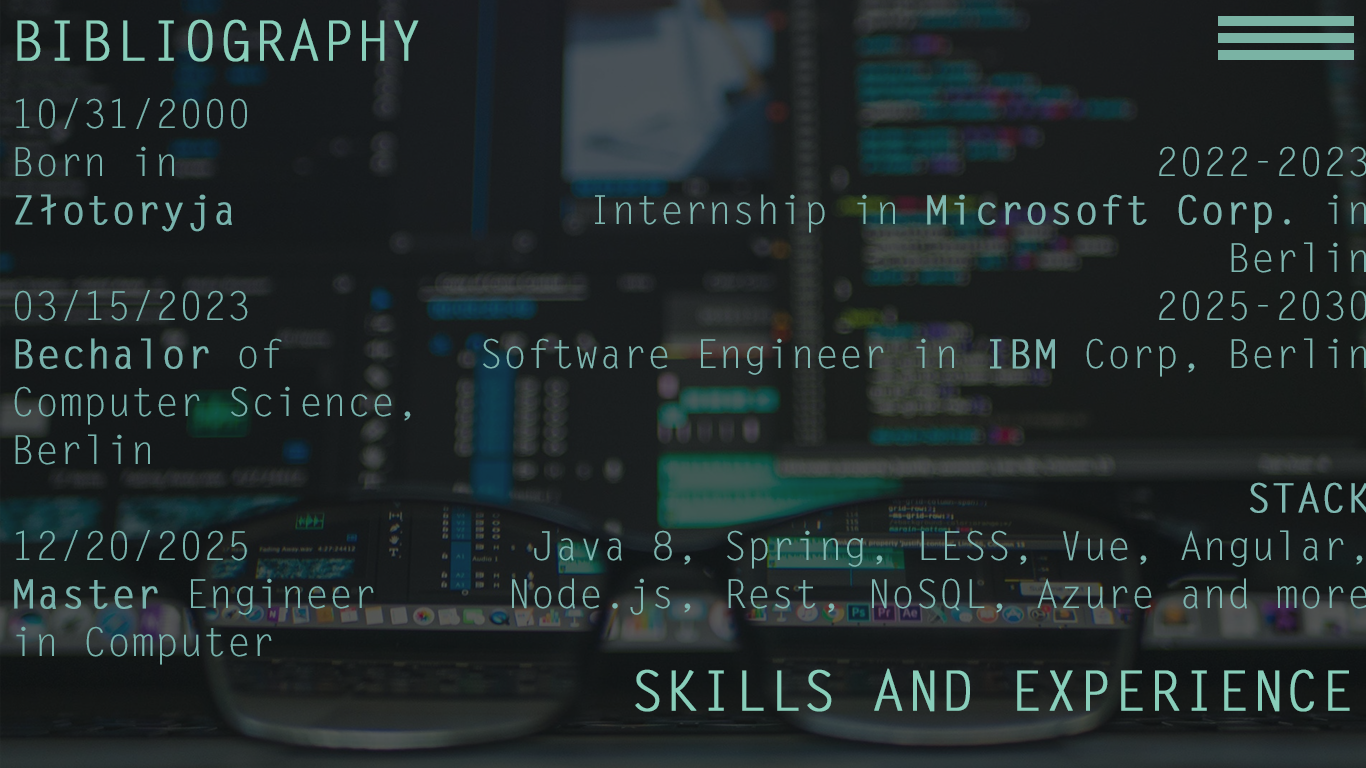 BIBLIOGRAPHY
10/31/2000
Born in
Złotoryja
03/15/2023
Bechalor of
Computer Science,
Berlin
12/20/2025
Master Engineer
in Computer
2022-2023
Internship in Microsoft Corp. in
Berlin
2025-2030
Software Engineer in IBM Corp, Berlin
STACK
Java 8, Spring, LESS, Vue, Angular,
Node.js, Rest, NoSQL, Azure and more
SKILLS AND EXPERIENCE